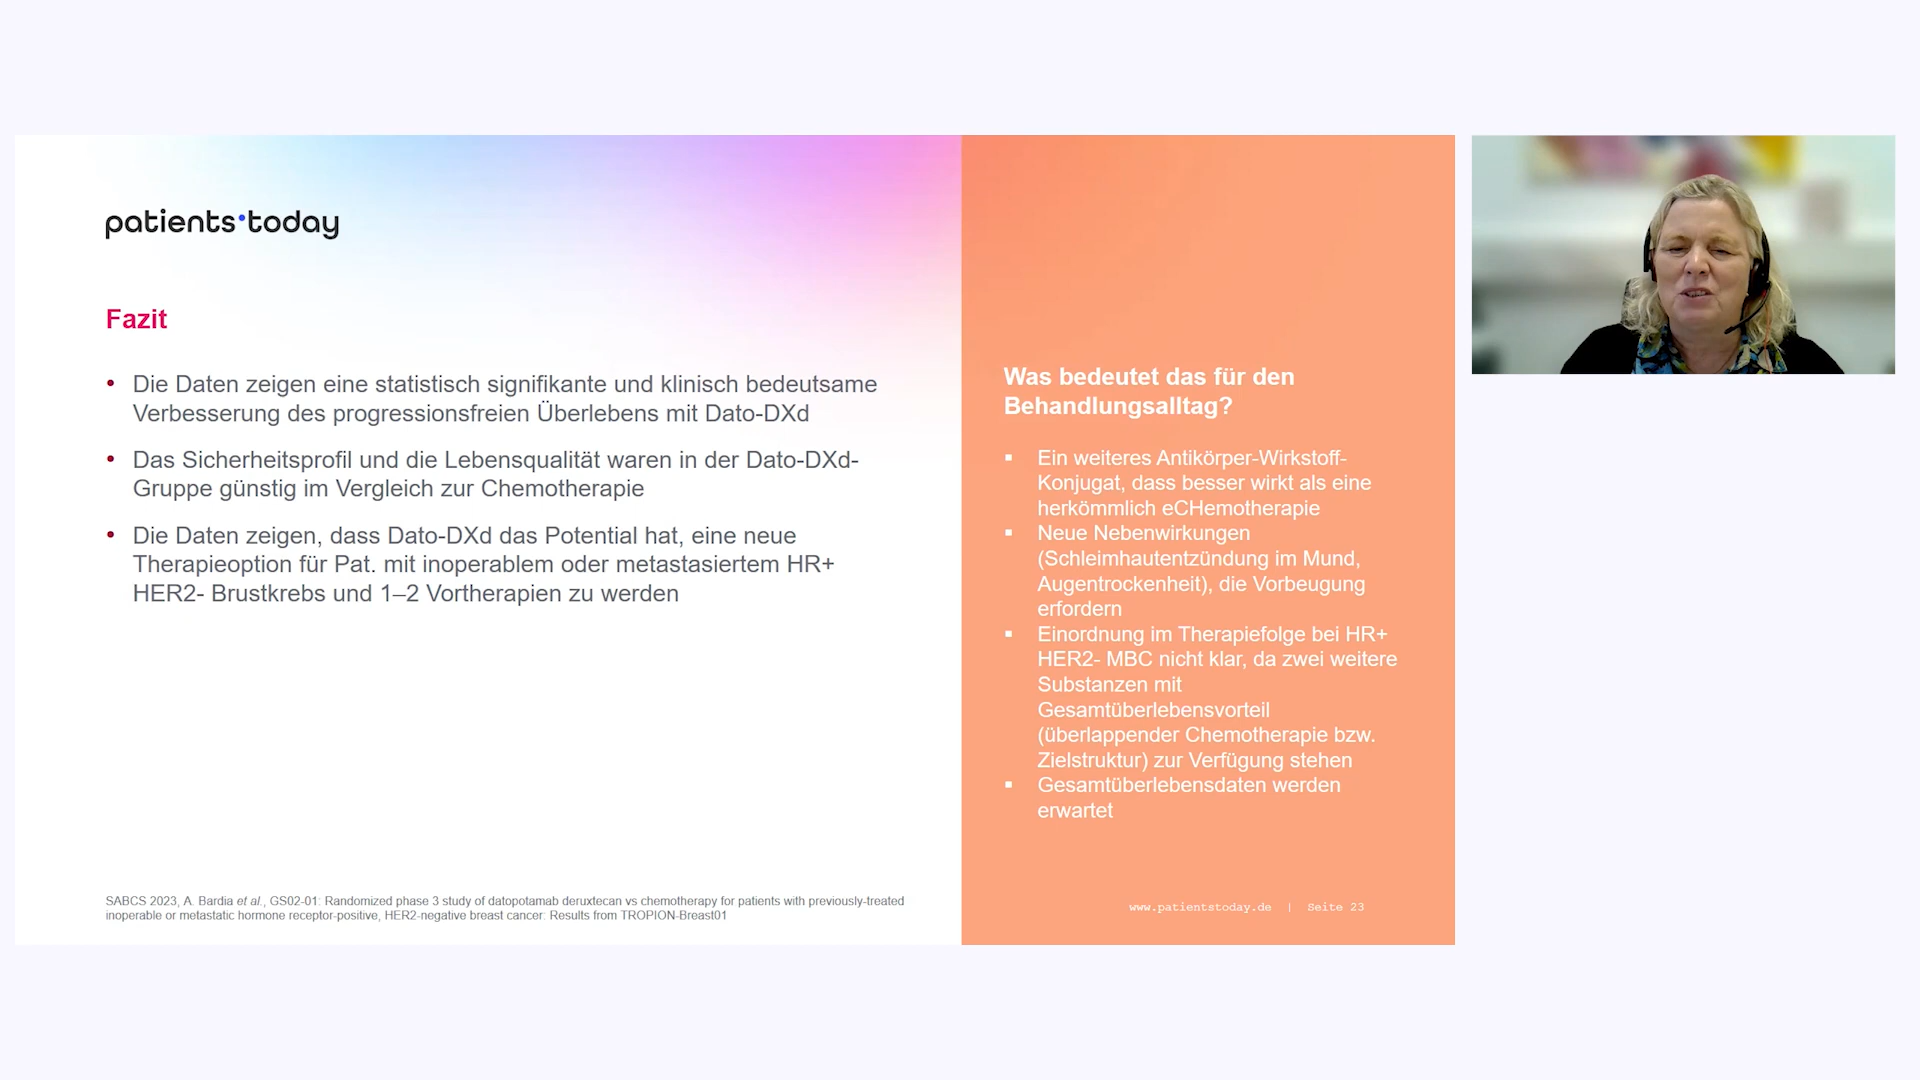 patients•today
Fazit
• Die Daten zeigen eine statistisch signifikante und klinisch bedeutsame
Verbesserung des progressionsfreien Überlebens mit Dato-DXd
• Das Sicherheitsprofil und die Lebensqualität waren in der Dato-DXd-
Gruppe günstig im Vergleich zur Chemotherapie
• Die Daten zeigen, dass Dato-DXd das Potential hat, eine neue
Therapieoption für Pat. mit inoperablem oder metastasiertem HR+
HER2- Brustkrebs und 1–2 Vortherapien zu werden
SABCS 2023, A. Bardia et al., GS02-01: Randomized phase 3 study of datopotamab deruxtecan vs chemotherapy for patients with previously-treated
inoperable or metastatic hormone receptor-positive, HER2-negative breast cancer: Results from TROPION-Breast01
Was bedeutet das für den
Behandlungsalltag?
▪ Ein weiteres Antikörper-Wirkstoff-
Konjugat, dass besser wirkt als eine
herkömmlich eCHemotherapie
▪ Neue Nebenwirkungen
(Schleimhautentzündung im Mund,
Augentrockenheit), die Vorbeugung
erfordern
▪ Einordnung im Therapiefolge bei HR+
HER2- MBC nicht klar, da zwei weitere
Substanzen mit
Gesamtüberlebensvorteil
(überlappender Chemotherapie bzw.
Zielstruktur) zur Verfügung stehen
▪ Gesamtüberlebensdaten werden
erwartet
www.patientstoday.de | Seite 23